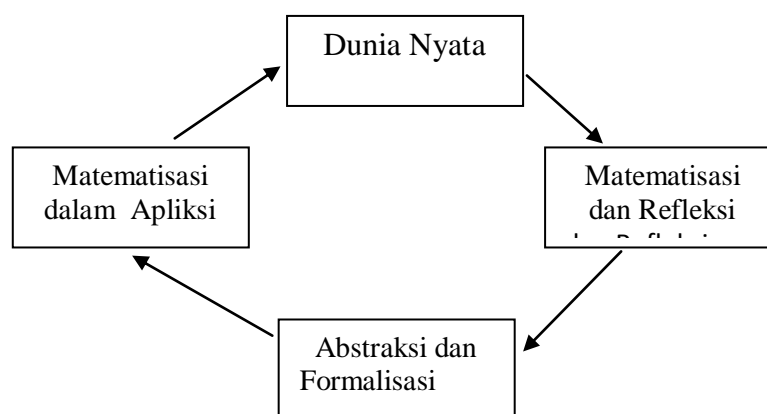 Dunia Nyata
Matematisasi
dalam Apliksi
Matematisasi
dan Refleksi
Abstraksi dan
Formalisasi